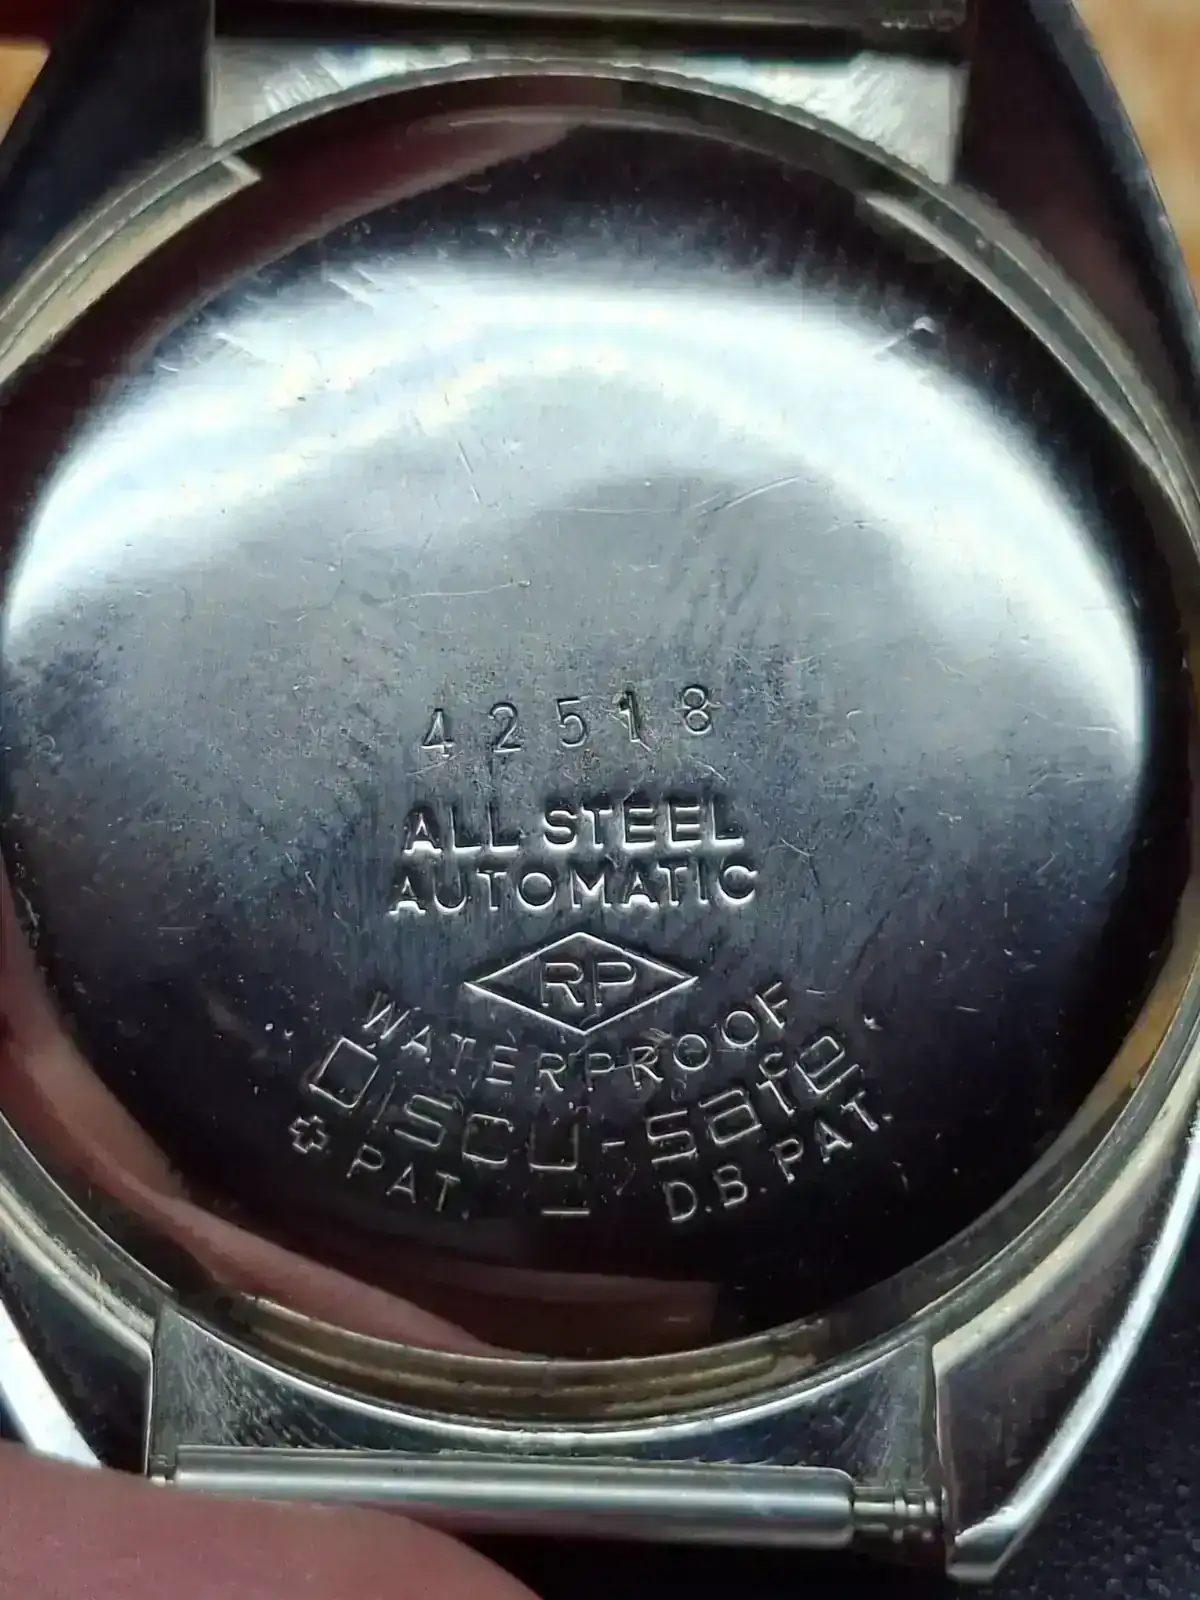 42518
ALL STEEL
AUTOMATIC
RP
WATERPROOF
Discu-safe
✚ PAT. — D.B. PAT.